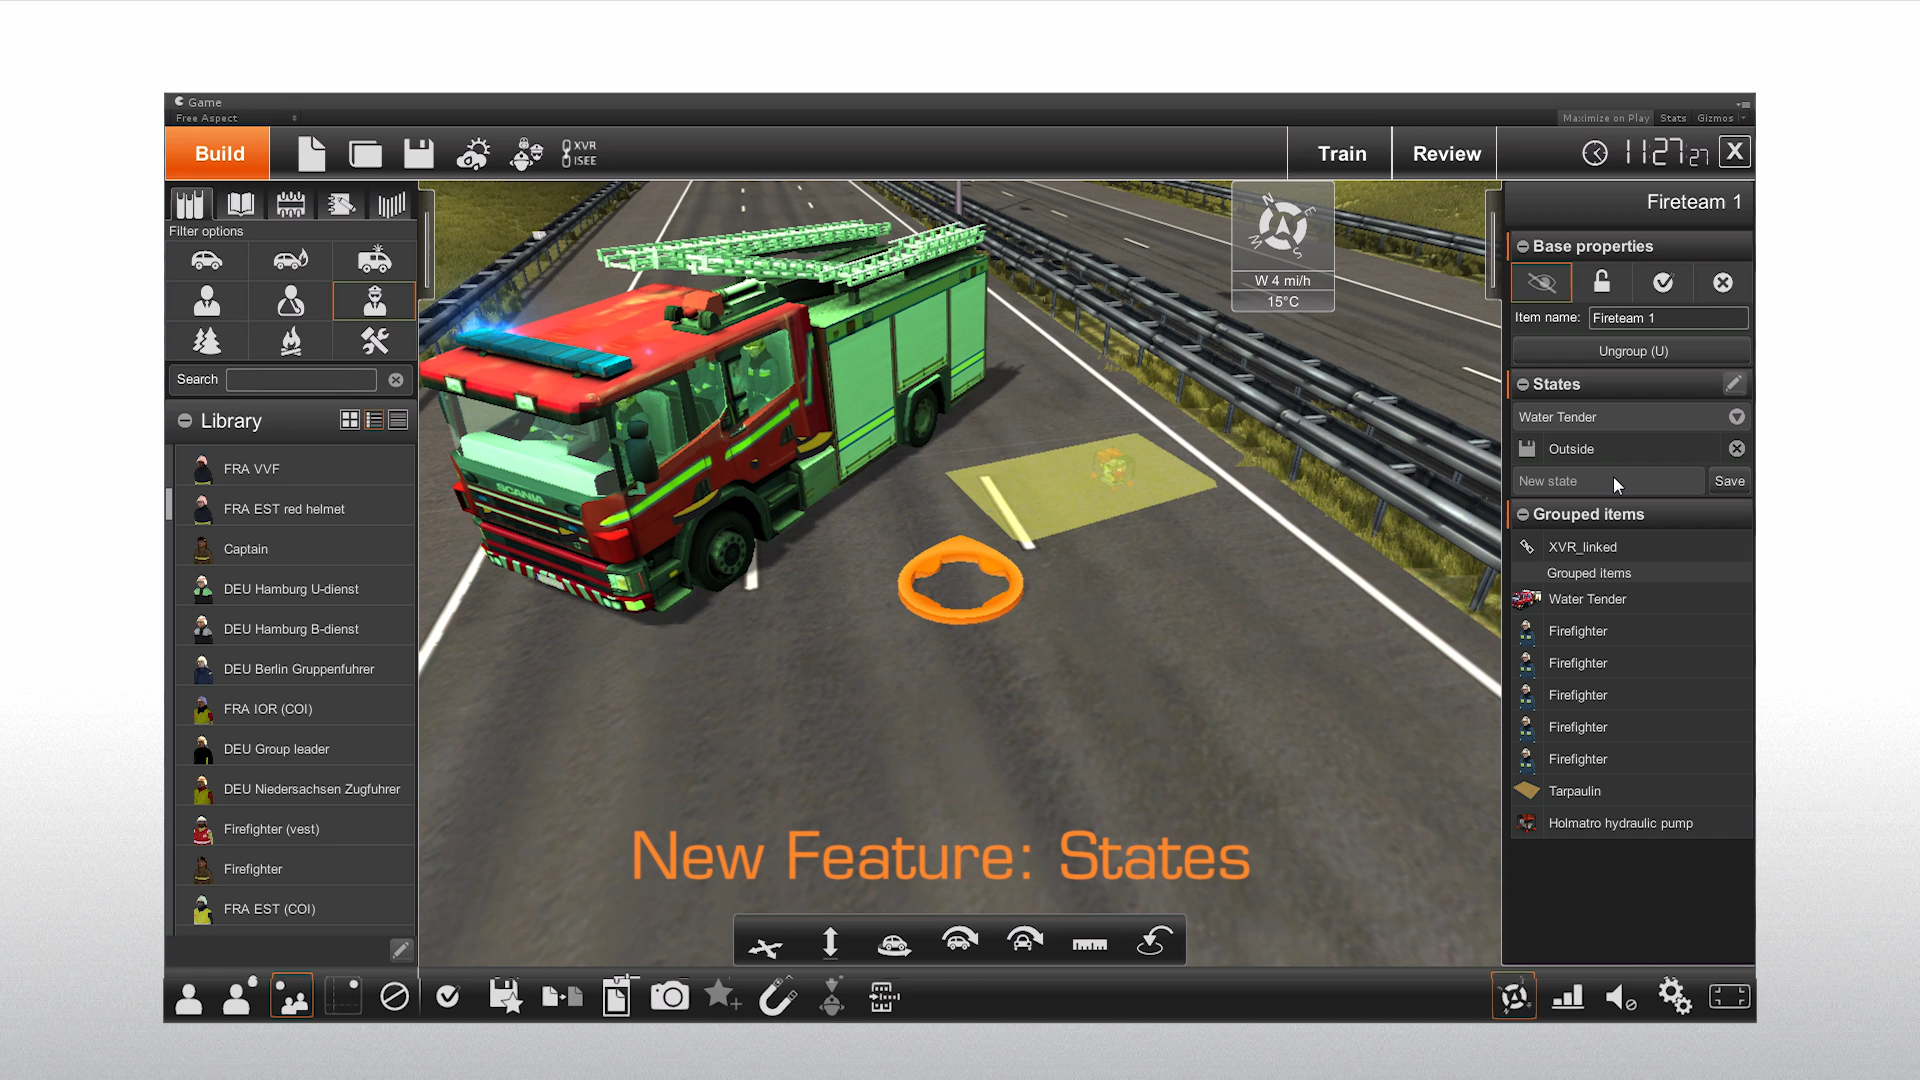 Game
Free Aspect
Maximize on Play Stats Gizmos
Build
XVR
ISEE
Train
Review
11:27 27
X
Filter options
Search
Library
FRA VVF
FRA EST red helmet
Captain
DEU Hamburg U-dienst
DEU Hamburg B-dienst
DEU Berlin Gruppenfuhrer
FRA IOR (COI)
DEU Group leader
DEU Niedersachsen Zugfuhrer
Firefighter (vest)
Firefighter
FRA EST (COI)
SCANIA
N
E
S
W
W 4 mi/h
15°C
New Feature: States
Fireteam 1
Base properties
Item name: Fireteam 1
Ungroup (U)
States
Water Tender
Outside
New state Save
Grouped items
XVR_linked
Grouped items
Water Tender
Firefighter
Firefighter
Firefighter
Firefighter
Firefighter
Tarpaulin
Holmatro hydraulic pump